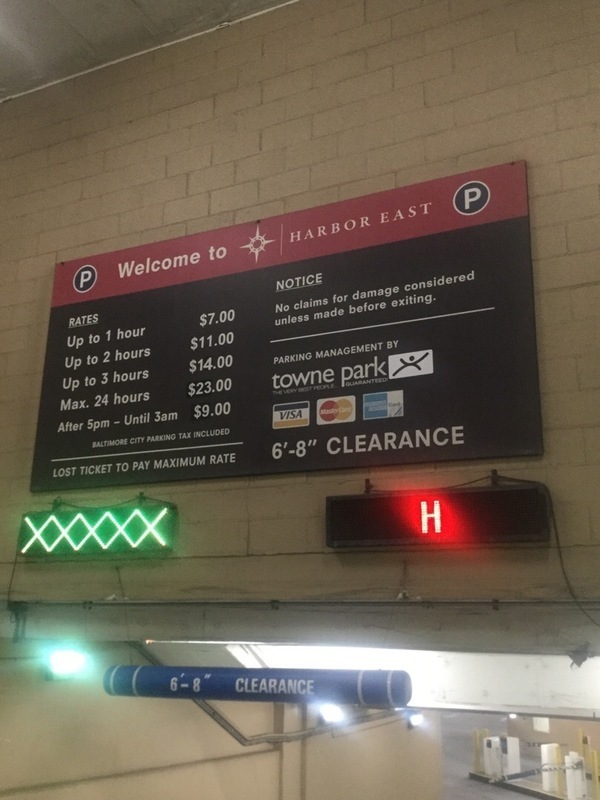 P Welcome to HARBOR EAST P
RATES
Up to 1 hour $7.00
Up to 2 hours $11.00
Up to 3 hours $14.00
Max. 24 hours $23.00
After 5pm – Until 3am $9.00
BALTIMORE CITY PARKING TAX INCLUDED
LOST TICKET TO PAY MAXIMUM RATE
NOTICE
No claims for damage considered
unless made before exiting.
PARKING MANAGEMENT BY
towne park
THE VERY BEST PEOPLE. GUARANTEED!
VISA MasterCard
6'-8" CLEARANCE
XXXXX
H
6'-8" CLEARANCE